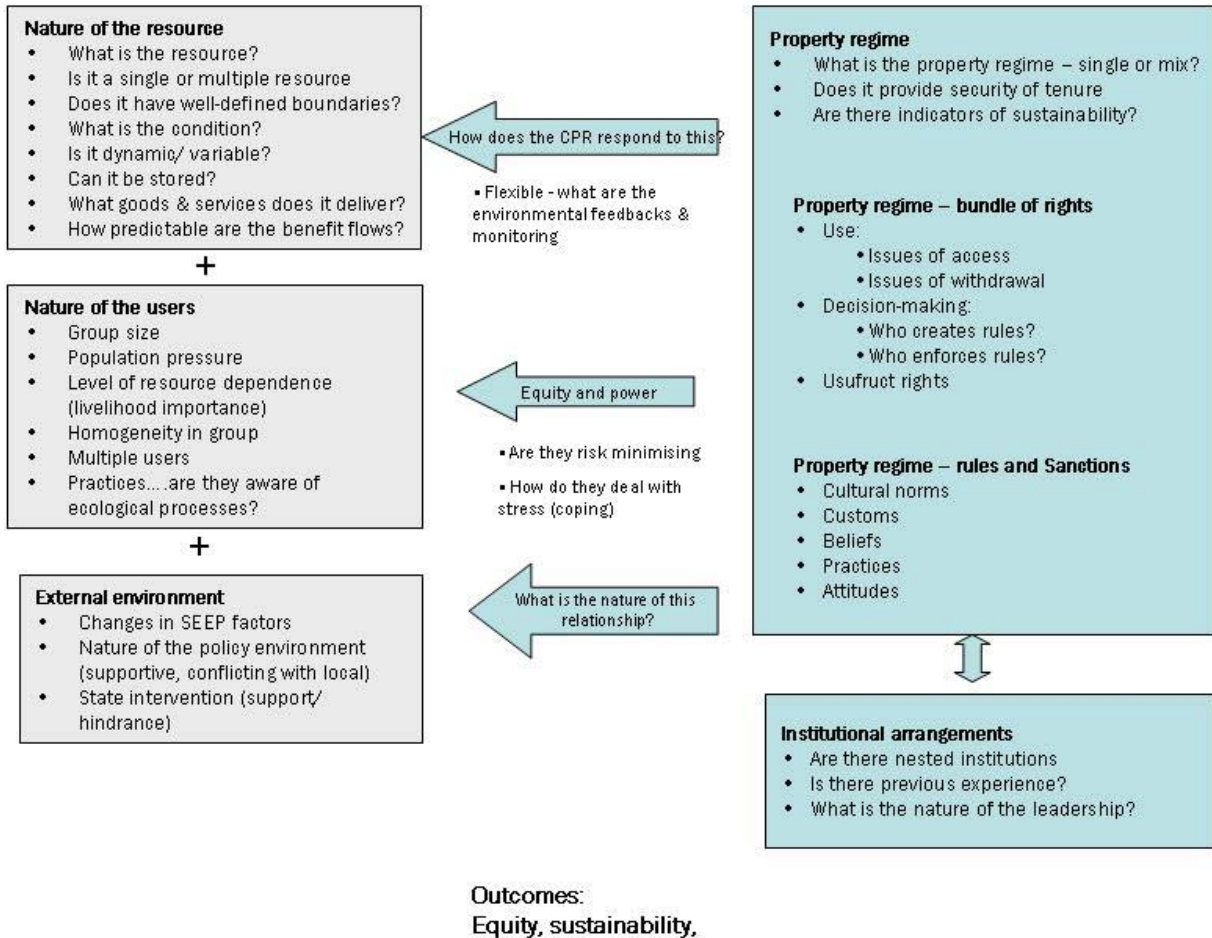 Nature of the resource
• What is the resource?
• Is it a single or multiple resource
• Does it have well-defined boundaries?
• What is the condition?
• Is it dynamic/ variable?
• Can it be stored?
• What goods & services does it deliver?
• How predictable are the benefit flows?
+
Nature of the users
• Group size
• Population pressure
• Level of resource dependence
(livelihood importance)
• Homogeneity in group
• Multiple users
• Practices....are they aware of
ecological processes?
+
External environment
• Changes in SEEP factors
• Nature of the policy environment
(supportive, conflicting with local)
• State intervention (support/
hindrance)
How does the CPR respond to this?
▪ Flexible - what are the
environmental feedbacks &
monitoring
Equity and power
▪ Are they risk minimising
▪ How do they deal with
stress (coping)
What is the nature of this
relationship?
Property regime
• What is the property regime – single or mix?
• Does it provide security of tenure
• Are there indicators of sustainability?
Property regime – bundle of rights
• Use:
• Issues of access
• Issues of withdrawal
• Decision-making:
• Who creates rules?
• Who enforces rules?
• Usufruct rights
Property regime – rules and Sanctions
• Cultural norms
• Customs
• Beliefs
• Practices
• Attitudes
Institutional arrangements
• Are there nested institutions
• Is there previous experience?
• What is the nature of the leadership?
Outcomes:
Equity, sustainability,